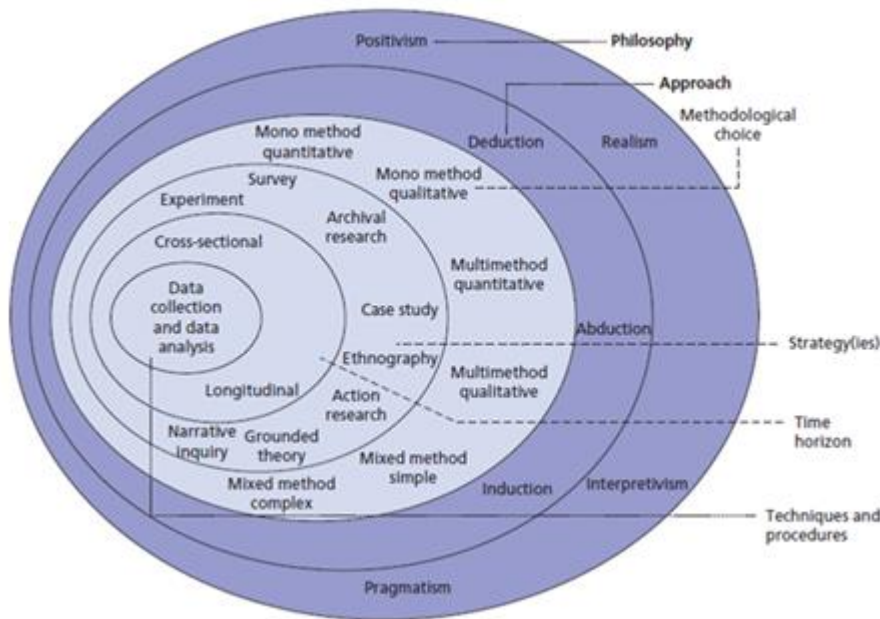 Positivism
Philosophy
Approach
Methodological
choice
Mono method
quantitative
Deduction
Realism
Survey
Mono method
qualitative
Experiment
Archival
research
Cross-sectional
Multimethod
quantitative
Data
collection
and data
analysis
Case study
Abduction
Strategy(ies)
Ethnography
Multimethod
qualitative
Longitudinal
Action
research
Time
horizon
Narrative
inquiry
Grounded
theory
Mixed method
simple
Mixed method
complex
Induction
Interpretivism
Techniques and
procedures
Pragmatism